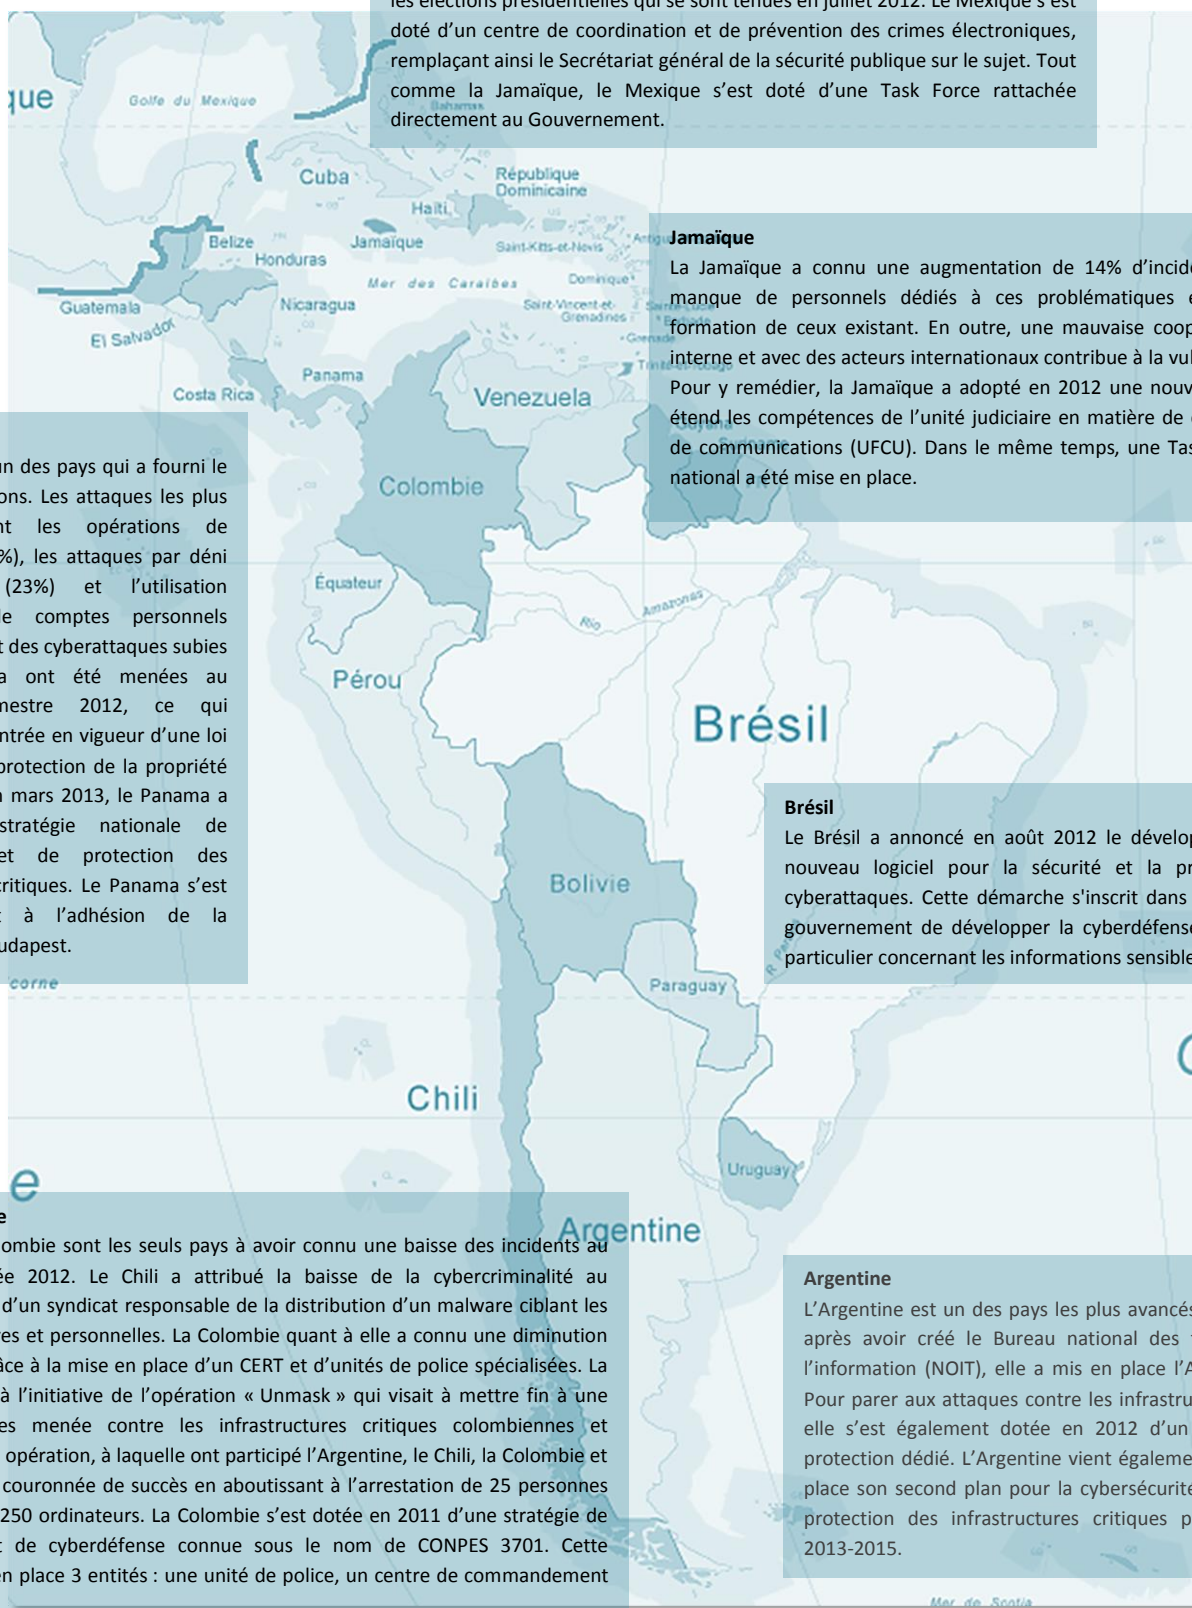 les élections présidentielles qui se sont tenues en juillet 2012. Le Mexique s'est
doté d'un centre de coordination et de prévention des crimes électroniques,
remplaçant ainsi le Secrétariat général de la sécurité publique sur le sujet. Tout
comme la Jamaïque, le Mexique s'est doté d'une Task Force rattachée
directement au Gouvernement.
que
Golfe du Mexique
Bahamas
Cuba
République
Dominicaine
Haïti
Belize
Jamaïque
Saint-Kitts-et-Nevis
Honduras
Mer des Caraïbes
Dominique
Guatemala
Nicaragua
Saint-Vincent-et-
Grenadines
El Salvador
Panama
Costa Rica
Venezuela
Colombie
Équateur
Amazonas
Rio
Pérou
Brésil
Bolivie
Paraguay
Chili
Uruguay
Argentine
Mer de Scotia
corne
e
Jamaïque
La Jamaïque a connu une augmentation de 14% d'incide
manque de personnels dédiés à ces problématiques e
formation de ceux existant. En outre, une mauvaise coop
interne et avec des acteurs internationaux contribue à la vul
Pour y remédier, la Jamaïque a adopté en 2012 une nouv
étend les compétences de l'unité judiciaire en matière de
de communications (UFCU). Dans le même temps, une Tas
national a été mise en place.
un des pays qui a fourni le
ons. Les attaques les plus
nt les opérations de
%), les attaques par déni
(23%) et l'utilisation
le comptes personnels
t des cyberattaques subies
a ont été menées au
mestre 2012, ce qui
ntrée en vigueur d'une loi
protection de la propriété
n mars 2013, le Panama a
stratégie nationale de
et de protection des
critiques. Le Panama s'est
t à l'adhésion de la
udapest.
Brésil
Le Brésil a annoncé en août 2012 le dévelop
nouveau logiciel pour la sécurité et la pr
cyberattaques. Cette démarche s'inscrit dans
gouvernement de développer la cyberdéfense
particulier concernant les informations sensible
e
ombie sont les seuls pays à avoir connu une baisse des incidents au
ée 2012. Le Chili a attribué la baisse de la cybercriminalité au
d'un syndicat responsable de la distribution d'un malware ciblant les
res et personnelles. La Colombie quant à elle a connu une diminution
âce à la mise en place d'un CERT et d'unités de police spécialisées. La
à l'initiative de l'opération « Unmask » qui visait à mettre fin à une
es menée contre les infrastructures critiques colombiennes et
opération, à laquelle ont participé l'Argentine, le Chili, la Colombie et
couronnée de succès en aboutissant à l'arrestation de 25 personnes
250 ordinateurs. La Colombie s'est dotée en 2011 d'une stratégie de
t de cyberdéfense connue sous le nom de CONPES 3701. Cette
en place 3 entités : une unité de police, un centre de commandement
Argentine
L'Argentine est un des pays les plus avancés
après avoir créé le Bureau national des
l'information (NOIT), elle a mis en place l'A
Pour parer aux attaques contre les infrastru
elle s'est également dotée en 2012 d'un
protection dédié. L'Argentine vient égaleme
place son second plan pour la cybersécurité
protection des infrastructures critiques p
2013-2015.